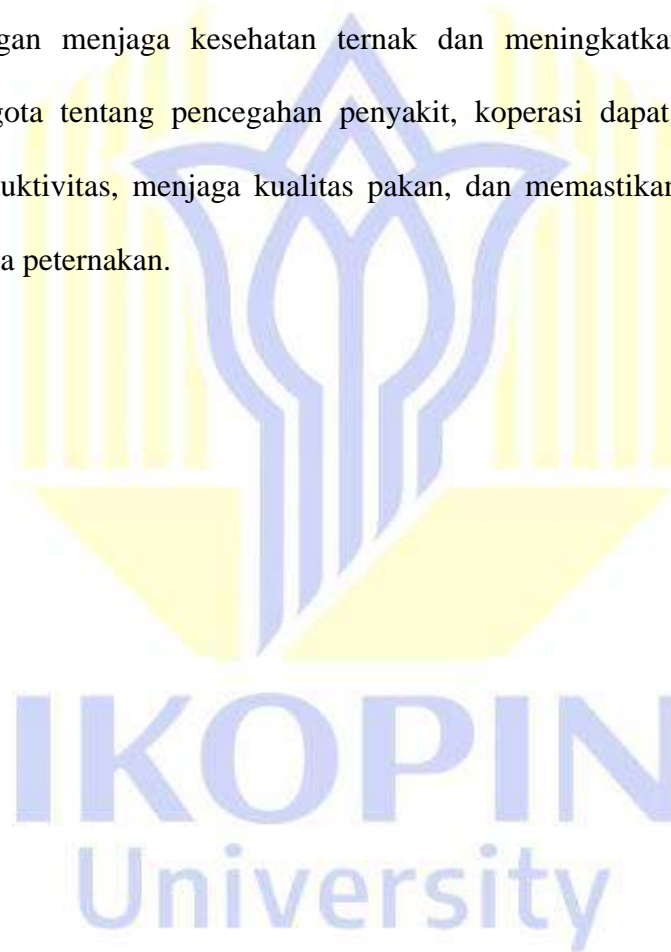 gan menjaga kesehatan ternak dan meningkatkan
gota tentang pencegahan penyakit, koperasi dapat
uktivitas, menjaga kualitas pakan, dan memastikan
a peternakan.
IKOPIN
University